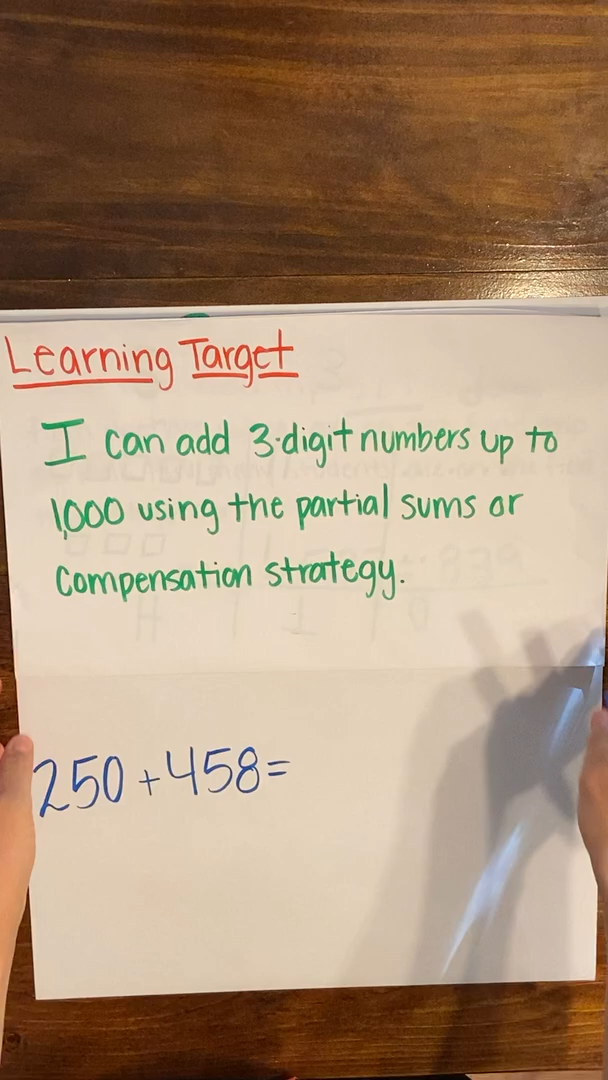 Learning Target
I can add 3-digit numbers up to
1,000 using the partial sums or
compensation strategy.
250+458=